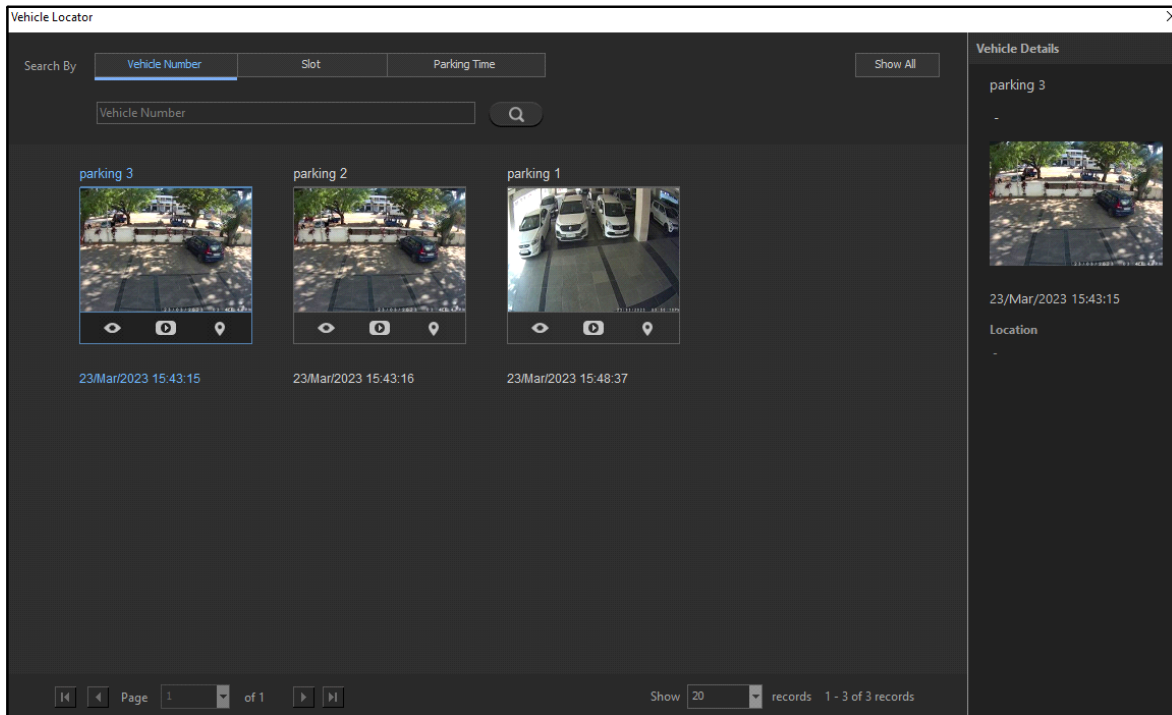 Vehicle Locator
Search By
Vehicle Number
Slot
Parking Time
Show All
Vehicle Number
parking 3
parking 2
parking 1
23/Mar/2023 15:43:15
23/Mar/2023 15:43:16
23/Mar/2023 15:48:37
Page 1 of 1
Show 20 records 1 - 3 of 3 records
Vehicle Details
parking 3
-
23/Mar/2023 15:43:15
Location
-